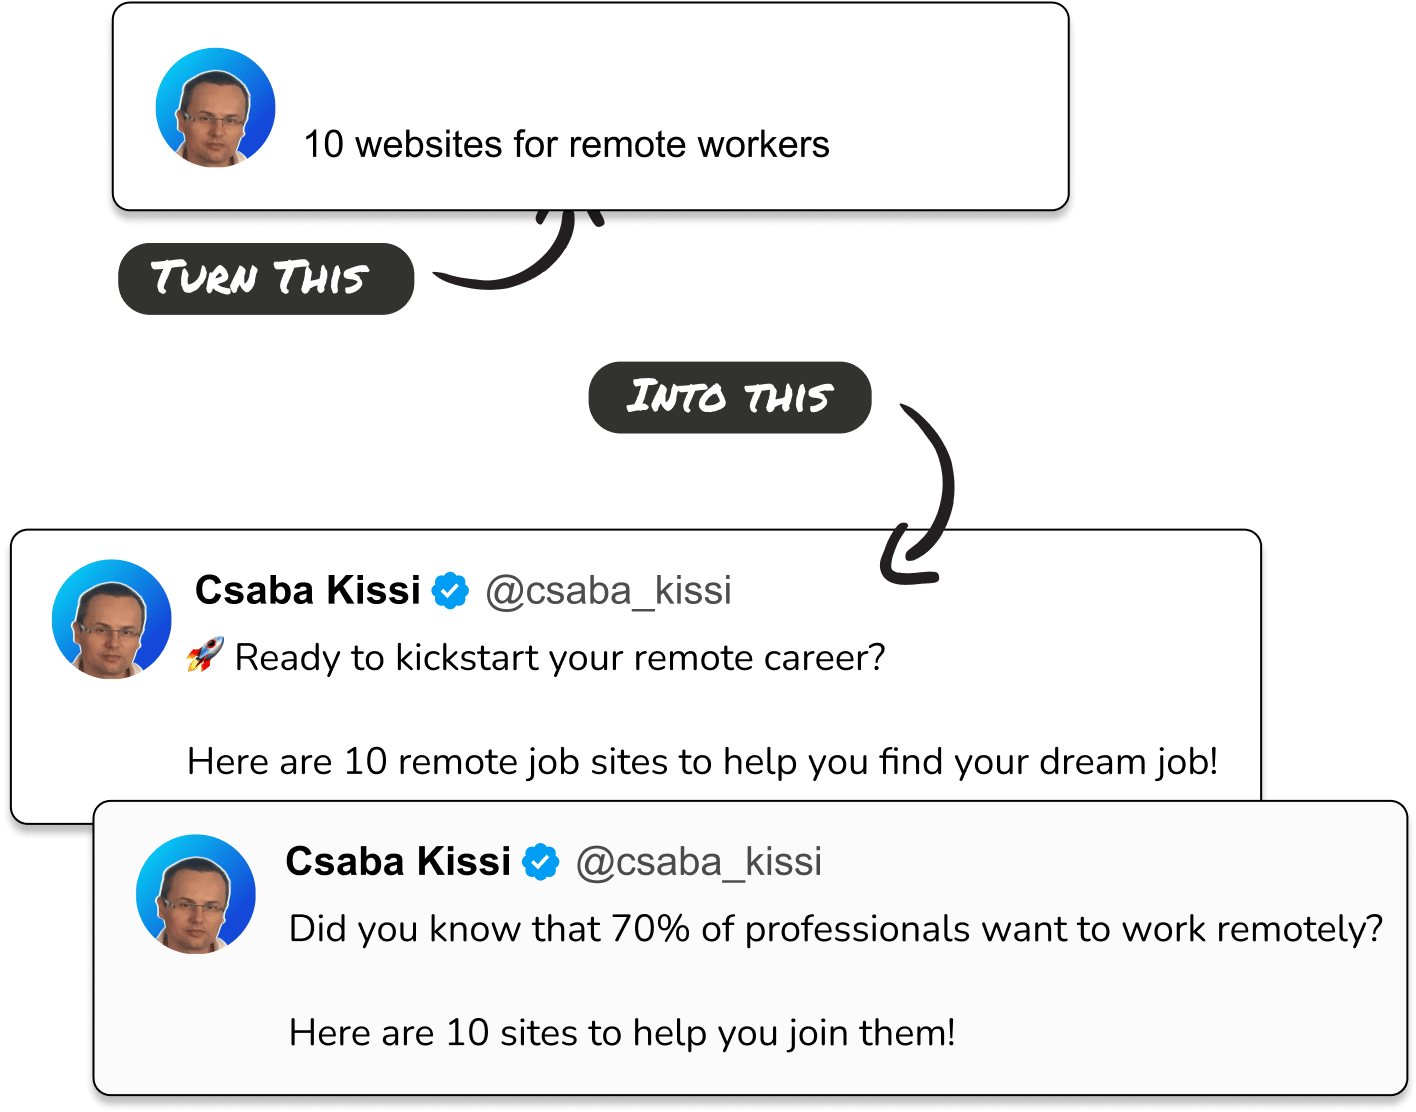 10 websites for remote workers
Turn This
Into this
Csaba Kissi @csaba_kissi
🚀 Ready to kickstart your remote career?
Here are 10 remote job sites to help you find your dream job!
Csaba Kissi @csaba_kissi
Did you know that 70% of professionals want to work remotely?
Here are 10 sites to help you join them!